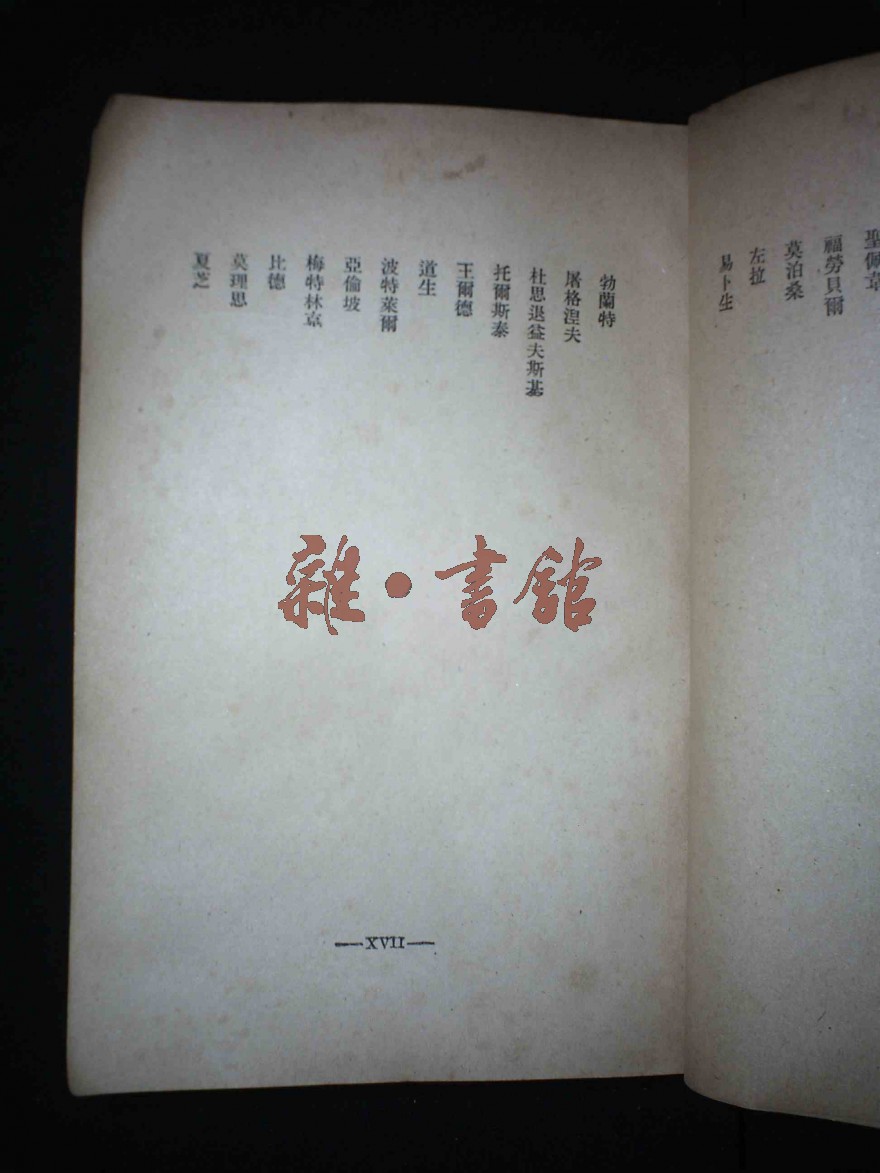 聖佩韋
福勞貝爾
莫泊桑
左拉
易卜生
勃蘭特
屠格涅夫
杜思退益夫斯基
托爾斯泰
王爾德
道生
波特萊爾
亞倫坡
梅特林克
比德
莫理思
夏芝
雜·書館
—XVII—